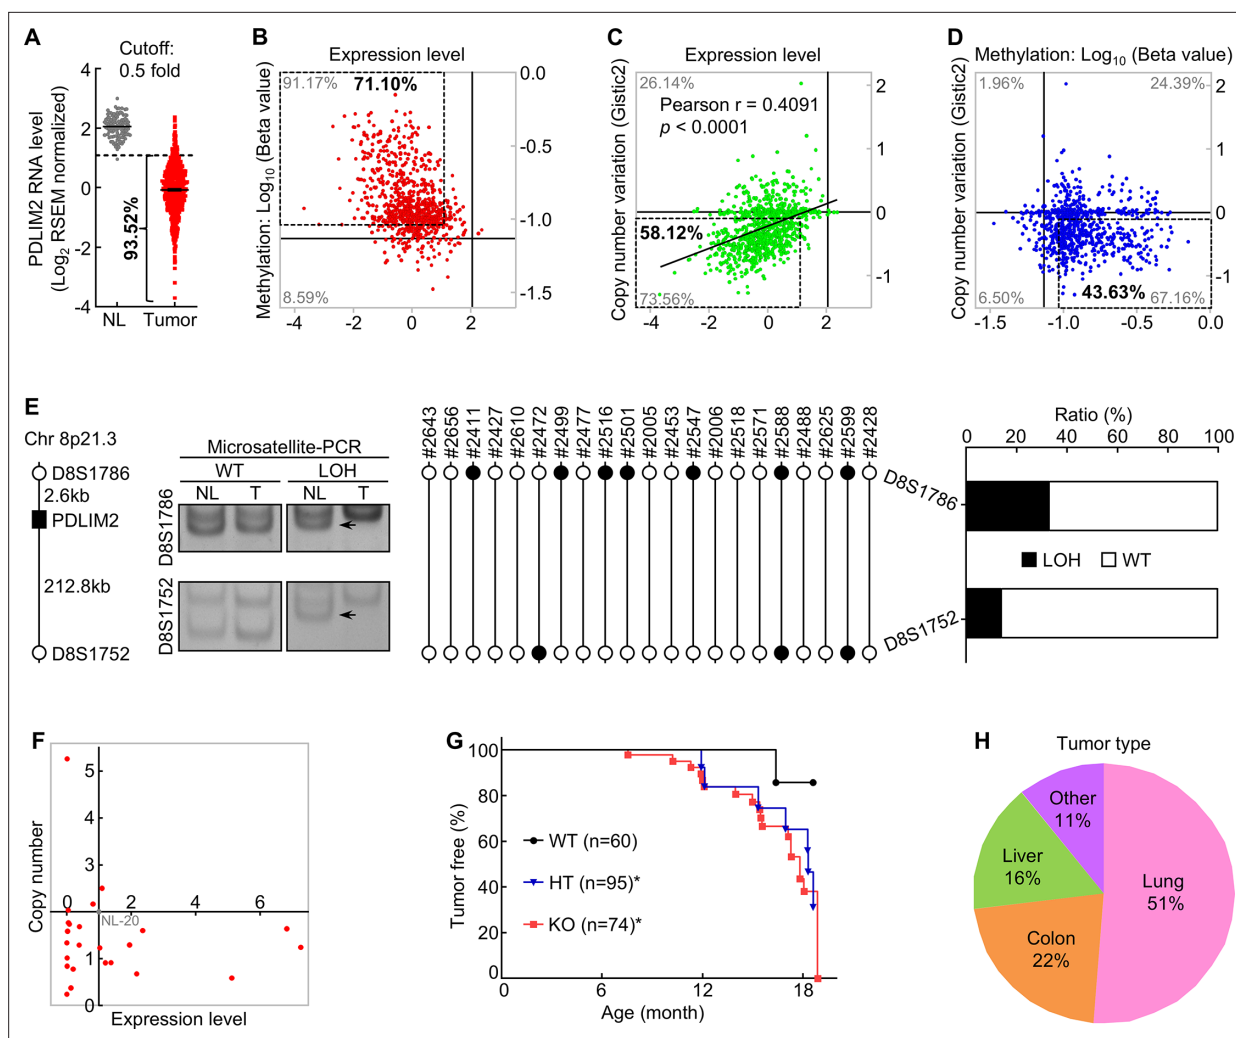 A
Cutoff:
0.5 fold
PDLIM2 RNA level
(Log2 RSEM normalized)
4
2
0
-2
-4
93.52%
NL
Tumor
B
Expression level
91.17%
71.10%
8.59%
Methylation: Log10 (Beta value)
0.0
-0.5
-1.0
-1.5
-4
-2
0
2
C
Expression level
26.14%
Pearson r = 0.4091
p < 0.0001
58.12%
73.56%
Copy number variation (Gistic2)
2
1
0
-1
-4
-2
0
2
D
Methylation: Log10 (Beta value)
1.96%
24.39%
6.50%
43.63%
67.16%
Copy number variation (Gistic2)
2
1
0
-1
-1.5
-1.0
-0.5
0.0
E
Chr 8p21.3
D8S1786
2.6kb
PDLIM2
212.8kb
D8S1752
Microsatellite-PCR
WT
LOH
NL
T
NL
T
D8S1786
D8S1752
#2643
#2656
#2411
#2427
#2610
#2472
#2499
#2477
#2516
#2501
#2005
#2453
#2547
#2006
#2518
#2571
#2588
#2488
#2625
#2599
#2428
D8S1786
D8S1752
Ratio (%)
0 20 40 60 80 100
LOH
WT
F
Copy number
5
3
1
0
0
2
4
6
NL-20
Expression level
G
Tumor free (%)
100
80
60
40
20
0
WT (n=60)
HT (n=95)*
KO (n=74)*
0
6
12
18
Age (month)
H
Tumor type
Other
11%
Liver
16%
Lung
51%
Colon
22%